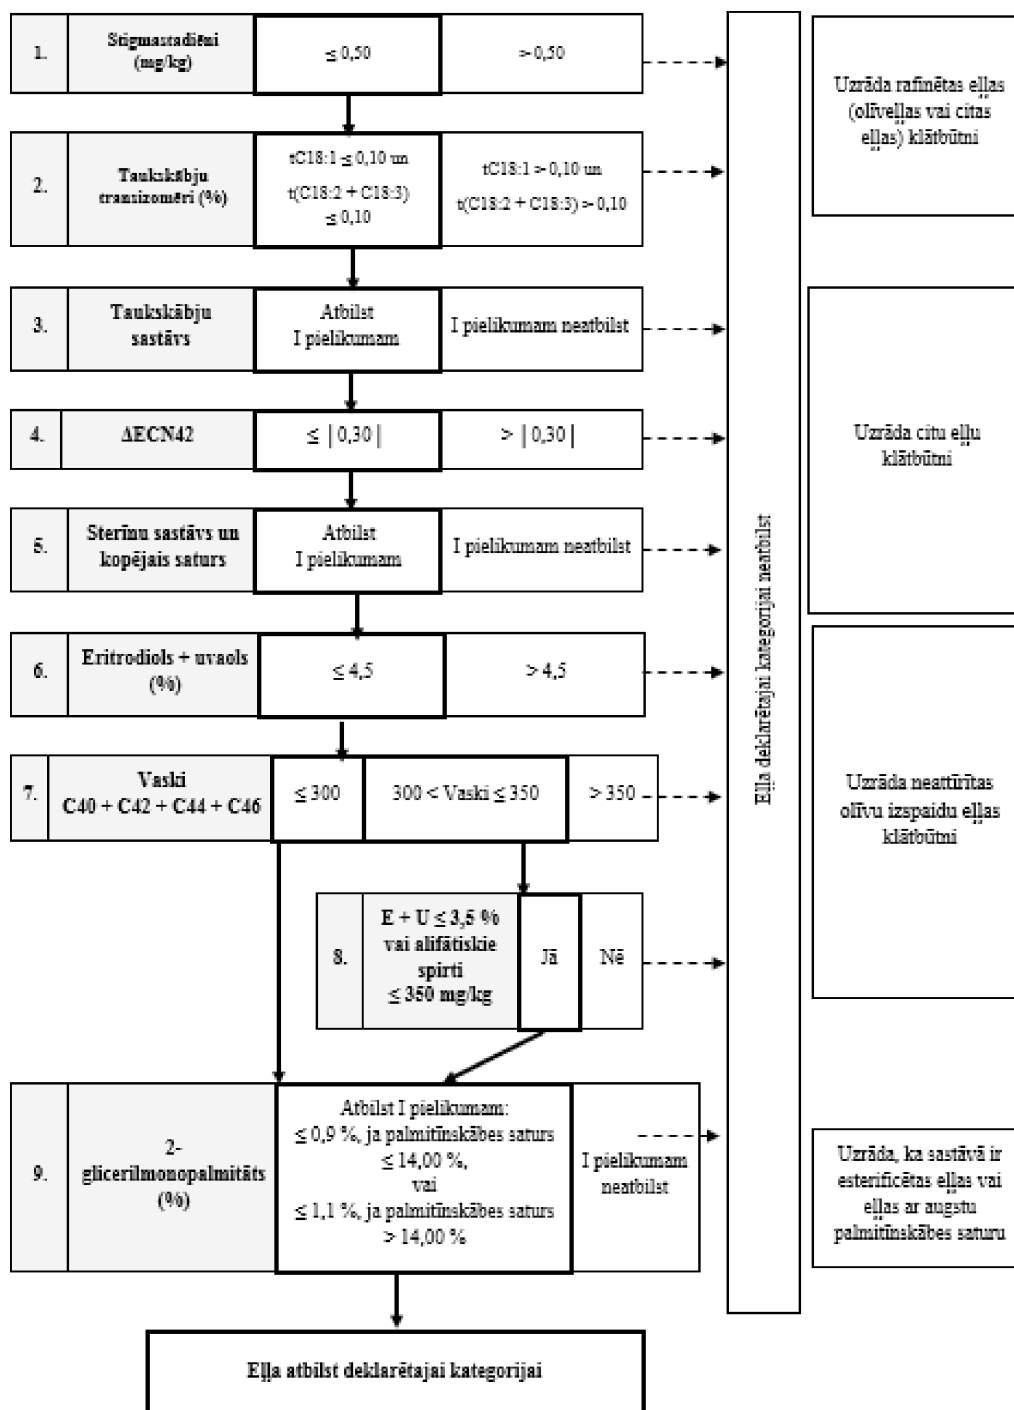 1.
Stigmastadiēni
(mg/kg)
≤ 0,50
> 0,50
Uzrāda rafinētas eļļas
(olīveļļas vai citas
eļļas) klātbūtni
2.
Taukskābju
transizomēri (%)
tC18:1 ≤ 0,10 un
t(C18:2 + C18:3)
≤ 0,10
tC18:1 > 0,10 un
t(C18:2 + C18:3) > 0,10
3.
Taukskābju
sastāvs
Atbilst
I pielikumam
I pielikumam neatbilst
4.
ΔECN42
≤ | 0,30 |
> | 0,30 |
Uzrāda citu eļļu
klātbūtni
5.
Sterīnu sastāvs un
kopējais saturs
Atbilst
I pielikumam
I pielikumam neatbilst
Eļļa deklarētajai kategorijai neatbilst
6.
Eritrodiols + uvaols
(%)
≤ 4,5
> 4,5
7.
Vaski
C40 + C42 + C44 + C46
≤ 300
300 < Vaski ≤ 350
> 350
Uzrāda neattīrītas
olīvu izspaidu eļļas
klātbūtni
8.
E + U ≤ 3,5 %
vai alifātiskie
spirti
≤ 350 mg/kg
Jā
Nē
9.
2-
glicerilmonopalmitāts
(%)
Atbilst I pielikumam:
≤ 0,9 %, ja palmitīnskābes saturs
≤ 14,00 %,
vai
≤ 1,1 %, ja palmitīnskābes saturs
> 14,00 %
I pielikumam
neatbilst
Uzrāda, ka sastāvā ir
esterificētas eļļas vai
eļļas ar augstu
palmitīnskābes saturu
Eļļa atbilst deklarētajai kategorijai